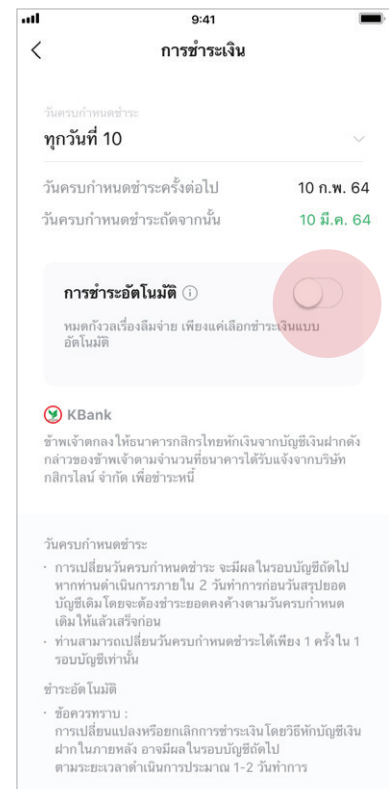 9:41
การชำระเงิน
วันครบกำหนดชำระ
ทุกวันที่ 10
วันครบกำหนดชำระครั้งต่อไป 10 ก.พ. 64
วันครบกำหนดชำระถัดจากนั้น 10 มี.ค. 64
การชำระอัตโนมัติ
หมดกังวลเรื่องลืมจ่าย เพียงแค่เลือกชำระเงินแบบ
อัตโนมัติ
KBank
ข้าพเจ้าตกลงให้ธนาคารกสิกรไทยหักเงินจากบัญชีเงินฝากดัง
กล่าวของข้าพเจ้าตามจำนวนที่ธนาคารได้รับแจ้งจากบริษัท
กสิกรไลน์ จำกัด เพื่อชำระหนี้
วันครบกำหนดชำระ
· การเปลี่ยนวันครบกำหนดชำระ จะมีผลในรอบบัญชีถัดไป
หากท่านดำเนินการภายใน 2 วันทำการก่อนวันสรุปยอด
บัญชีเดิม โดยจะต้องชำระยอดคงค้างตามวันครบกำหนด
เดิมให้แล้วเสร็จก่อน
· ท่านสามารถเปลี่ยนวันครบกำหนดชำระได้เพียง 1 ครั้งใน 1
รอบบัญชีเท่านั้น
ชำระอัตโนมัติ
· ข้อควรทราบ :
การเปลี่ยนแปลงหรือยกเลิกการชำระเงินโดยวิธีหักบัญชีเงิน
ฝากในภายหลัง อาจมีผลในรอบบัญชีถัดไป
ตามระยะเวลาดำเนินการประมาณ 1-2 วันทำการ